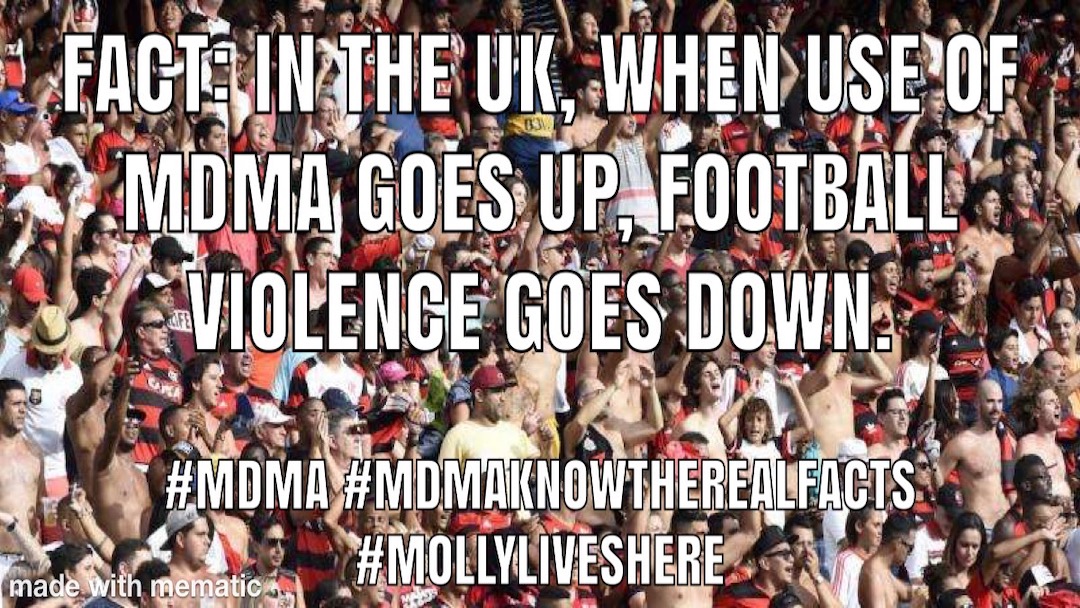 FACT: IN THE UK, WHEN USE OF
MDMA GOES UP, FOOTBALL
VIOLENCE GOES DOWN.
#MDMA #MDMAKNOWTHEREALFACTS
#MOLLYLIVESHERE
made with mematic